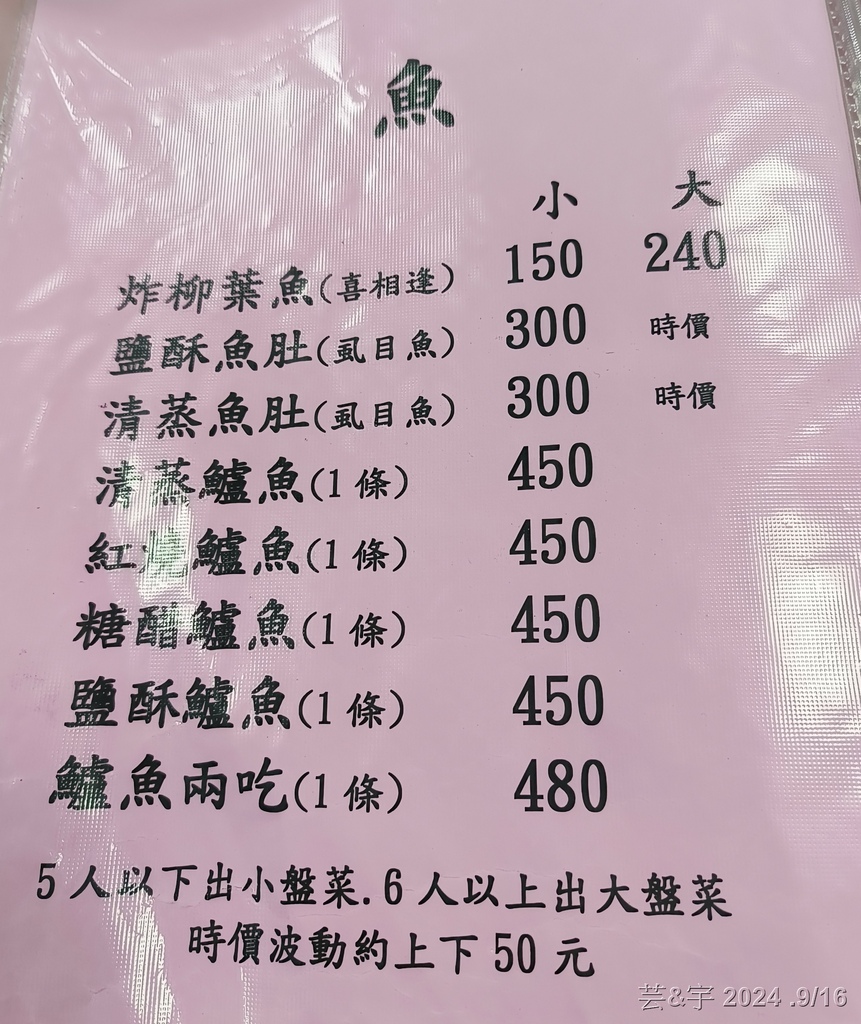 魚
小 大
炸柳葉魚(喜相逢) 150 240
鹽酥魚肚(虱目魚) 300 時價
清蒸魚肚(虱目魚) 300 時價
清蒸鱸魚(1條) 450
紅燒鱸魚(1條) 450
糖醋鱸魚(1條) 450
鹽酥鱸魚(1條) 450
鱸魚兩吃(1條) 480
5人以下出小盤菜.6人以上出大盤菜
時價波動約上下50元
芸&宇 2024 .9/16